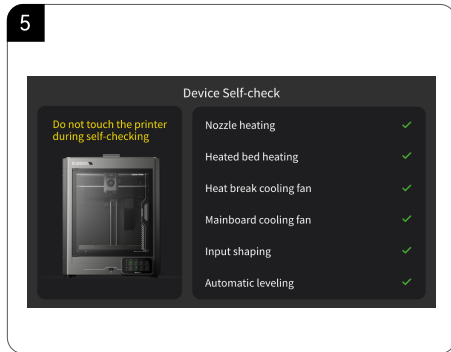 5
Device Self-check
Do not touch the printer
during self-checking
Nozzle heating
Heated bed heating
Heat break cooling fan
Mainboard cooling fan
Input shaping
Automatic leveling